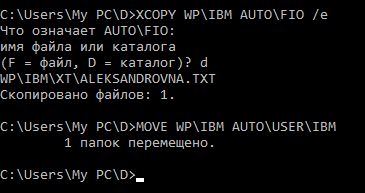 C:\Users\My PC\D>XCOPY WP\IBM AUTO\FIO /e
Что означает AUTO\FIO:
имя файла или каталога
(F = файл, D = каталог)? d
WP\IBM\XT\ALEKSANDROVNA.TXT
Скопировано файлов: 1.
C:\Users\My PC\D>MOVE WP\IBM AUTO\USER\IBM
1 папок перемещено.
C:\Users\My PC\D>